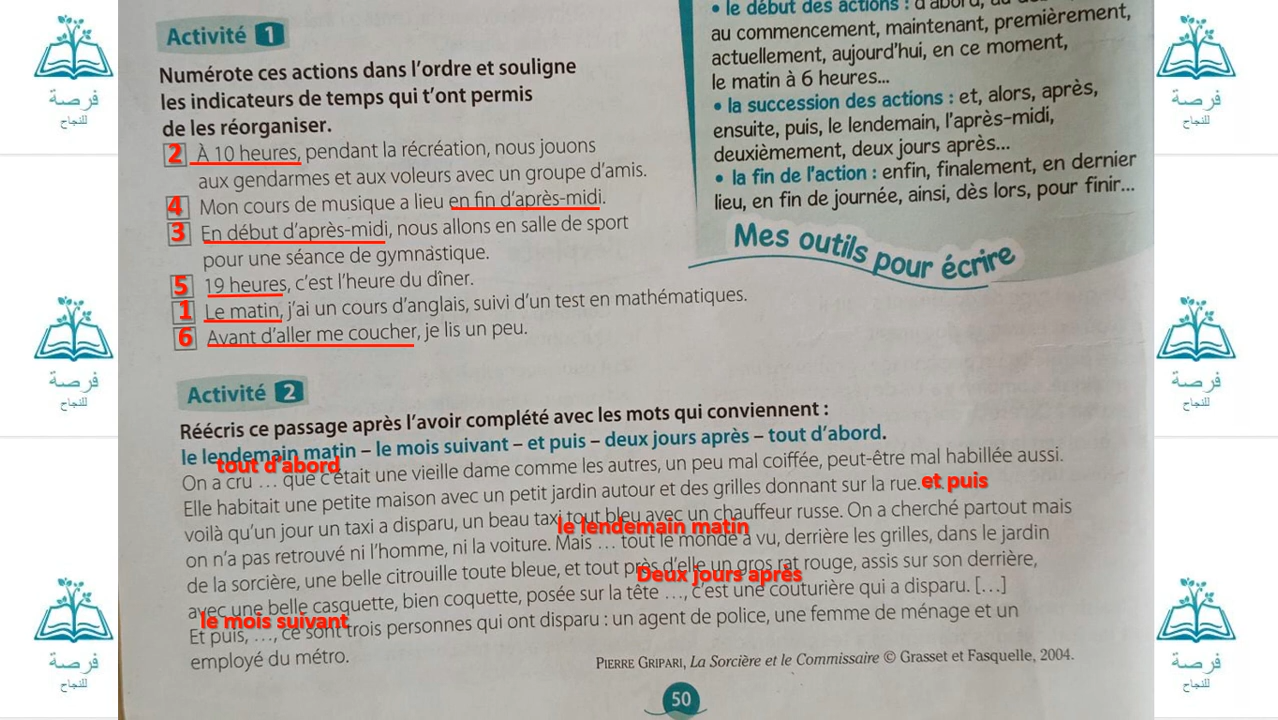 Activité 1
Numérote ces actions dans l'ordre et souligne
les indicateurs de temps qui t'ont permis
de les réorganiser.
2 À 10 heures, pendant la récréation, nous jouons
aux gendarmes et aux voleurs avec un groupe d'amis.
4 Mon cours de musique a lieu en fin d'après-midi.
3 En début d'après-midi, nous allons en salle de sport
pour une séance de gymnastique.
5 19 heures, c'est l'heure du dîner.
1 Le matin, j'ai un cours d'anglais, suivi d'un test en mathématiques.
6 Avant d'aller me coucher, je lis un peu.
• le début des actions : d'abord, au
au commencement, maintenant, premièrement,
actuellement, aujourd'hui, en ce moment,
le matin à 6 heures...
• la succession des actions : et, alors, après,
ensuite, puis, le lendemain, l'après-midi,
deuxièmement, deux jours après...
• la fin de l'action : enfin, finalement, en dernier
lieu, en fin de journée, ainsi, dès lors, pour finir...
Mes outils pour écrire
Activité 2
Réécris ce passage après l'avoir complété avec les mots qui conviennent :
le lendemain matin – le mois suivant – et puis – deux jours après – tout d'abord.
tout d'abord
On a cru ... que c'était une vieille dame comme les autres, un peu mal coiffée, peut-être mal habillée aussi.
Elle habitait une petite maison avec un petit jardin autour et des grilles donnant sur la rue. et puis
voilà qu'un jour un taxi a disparu, un beau taxi tout bleu avec un chauffeur russe. On a cherché partout mais
le lendemain matin
on n'a pas retrouvé ni l'homme, ni la voiture. Mais ... tout le monde a vu, derrière les grilles, dans le jardin
de la sorcière, une belle citrouille toute bleue, et tout près d'elle un gros rat rouge, assis sur son derrière,
Deux jours après
avec une belle casquette, bien coquette, posée sur la tête ..., c'est une couturière qui a disparu. [...]
le mois suivant
Et puis, ..., ce sont trois personnes qui ont disparu : un agent de police, une femme de ménage et un
employé du métro.
PIERRE GRIPARI, La Sorcière et le Commissaire © Grasset et Fasquelle, 2004.
50
فرصة
للنجاح
فرصة
للنجاح
فرصة
للنجاح
فرصة
للنجاح
فرصة
للنجاح
فرصة
للنجاح